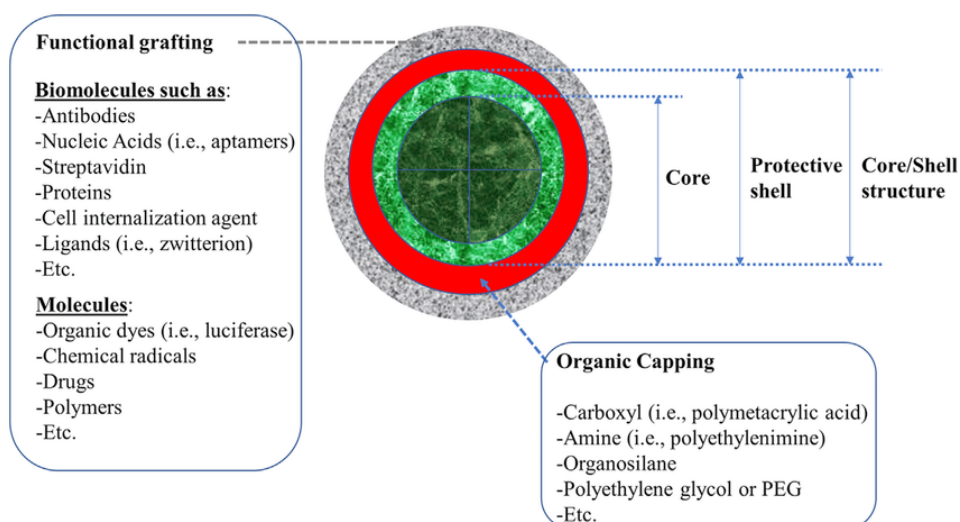 Functional grafting
Biomolecules such as:
-Antibodies
-Nucleic Acids (i.e., aptamers)
-Streptavidin
-Proteins
-Cell internalization agent
-Ligands (i.e., zwitterion)
-Etc.
Molecules:
-Organic dyes (i.e., luciferase)
-Chemical radicals
-Drugs
-Polymers
-Etc.
Core
Protective
shell
Core/Shell
structure
Organic Capping
-Carboxyl (i.e., polymetacrylic acid)
-Amine (i.e., polyethylenimine)
-Organosilane
-Polyethylene glycol or PEG
-Etc.